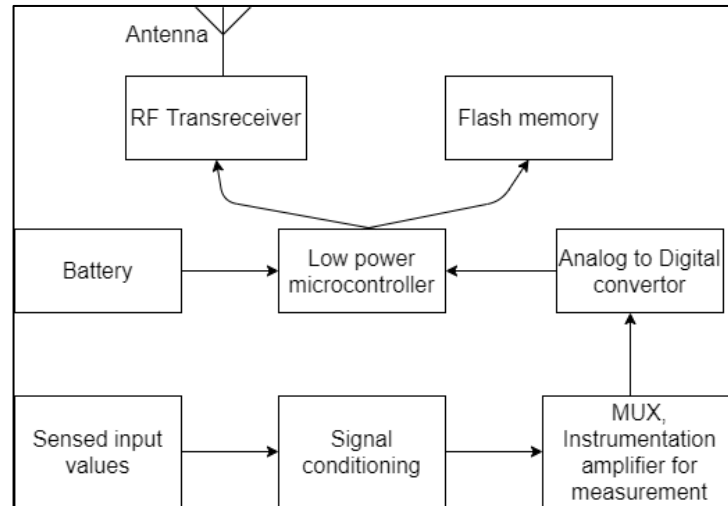 Antenna
RF Transreceiver
Flash memory
Battery
Low power
microcontroller
Analog to Digital
convertor
Sensed input
values
Signal
conditioning
MUX,
Instrumentation
amplifier for
measurement